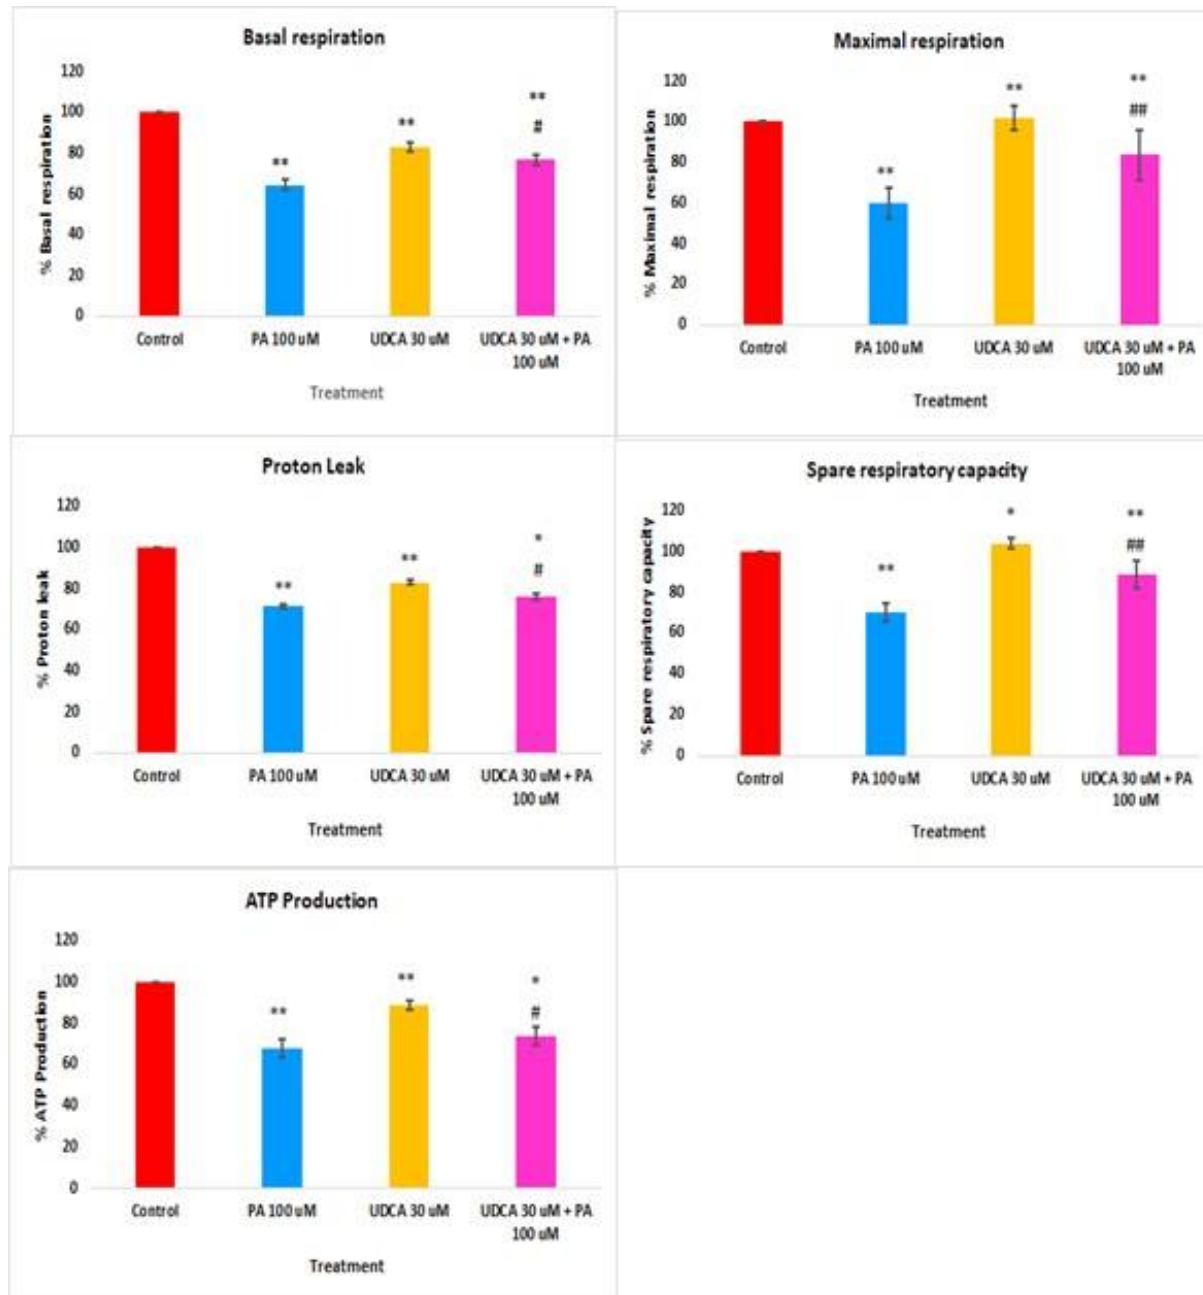 Basal respiration
% Basal respiration
120
100
80
60
40
20
0
**
**
**
#
Control
PA 100 uM
UDCA 30 uM
UDCA 30 uM + PA
100 uM
Treatment
Maximal respiration
% Maximal respiration
120
100
80
60
40
20
0
**
**
**
##
Control
PA 100 uM
UDCA 30 uM
UDCA 30 uM + PA
100 uM
Treatment
Proton Leak
% Proton leak
120
100
80
60
40
20
0
**
**
*
#
Control
PA 100 uM
UDCA 30 uM
UDCA 30 uM + PA
100 uM
Treatment
Spare respiratory capacity
% Spare respiratory capacity
120
100
80
60
40
20
0
**
*
**
##
Control
PA 100 uM
UDCA 30 uM
UDCA 30 uM + PA
100 uM
Treatment
ATP Production
% ATP Production
120
100
80
60
40
20
0
**
**
*
#
Control
PA 100 uM
UDCA 30 uM
UDCA 30 uM + PA
100 uM
Treatment